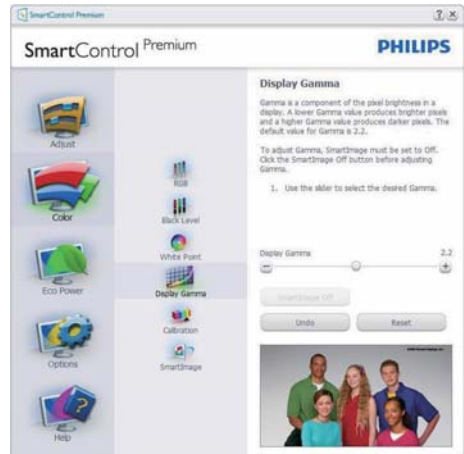 SmartControl Premium
SmartControl Premium
PHILIPS
Adjust
Color
Eco Power
Options
Help
RGB
Black Level
White Point
Display Gamma
Calibration
SmartImage
Display Gamma
Gamma is a component of the pixel brightness in a
display. A lower Gamma value produces brighter pixels
and a higher Gamma value produces darker pixels. The
default value for Gamma is 2.2.
To adjust Gamma, SmartImage must be set to Off.
Click the SmartImage Off button before adjusting
Gamma.
1. Use the slider to select the desired Gamma.
Display Gamma 2.2
SmartImage Off
Undo Reset